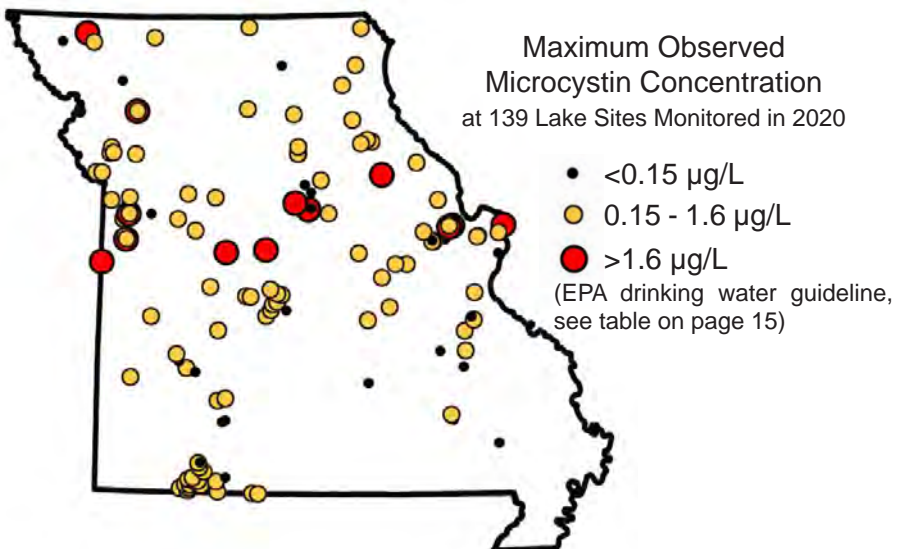 Maximum Observed
Microcystin Concentration
at 139 Lake Sites Monitored in 2020
<0.15 µg/L
0.15 - 1.6 µg/L
>1.6 µg/L
(EPA drinking water guideline,
see table on page 15)